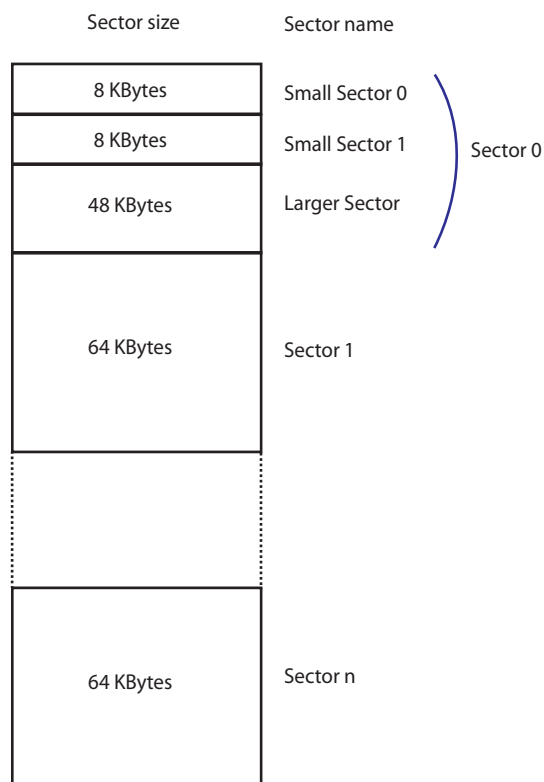 Sector size Sector name
8 KBytes Small Sector 0
8 KBytes Small Sector 1 Sector 0
48 KBytes Larger Sector
64 KBytes Sector 1
64 KBytes Sector n